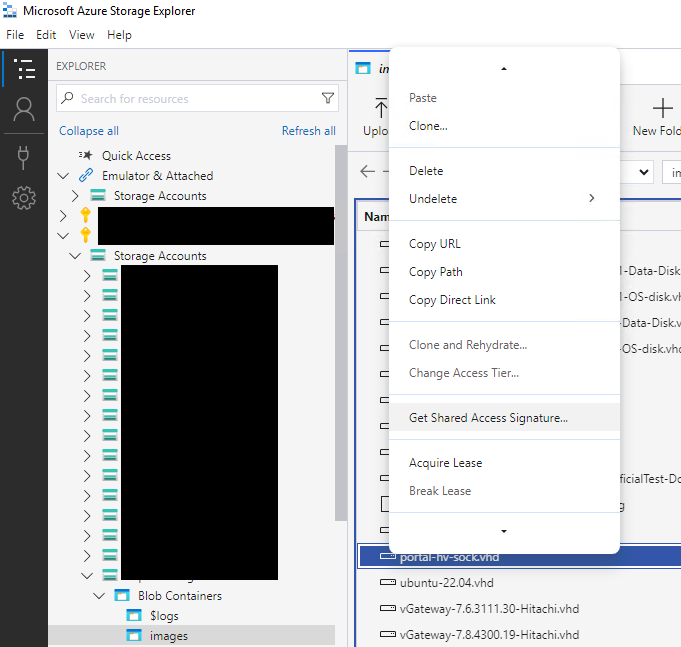 Microsoft Azure Storage Explorer
File Edit View Help
EXPLORER
Search for resources
Collapse all
Refresh all
Quick Access
Emulator & Attached
Storage Accounts
Storage Accounts
Blob Containers
$logs
images
Paste
Clone...
Delete
Undelete
Copy URL
Copy Path
Copy Direct Link
Clone and Rehydrate...
Change Access Tier...
Get Shared Access Signature...
Acquire Lease
Break Lease
in
Uplo
New Fold
im
Nam
1-Data-Disk.
1-OS-disk.vh
-Data-Disk.v
-OS-disk.vhd
ficialTest-Do
g
portal-hv-sock.vhd
ubuntu-22.04.vhd
vGateway-7.6.3111.30-Hitachi.vhd
vGateway-7.8.4300.19-Hitachi.vhd